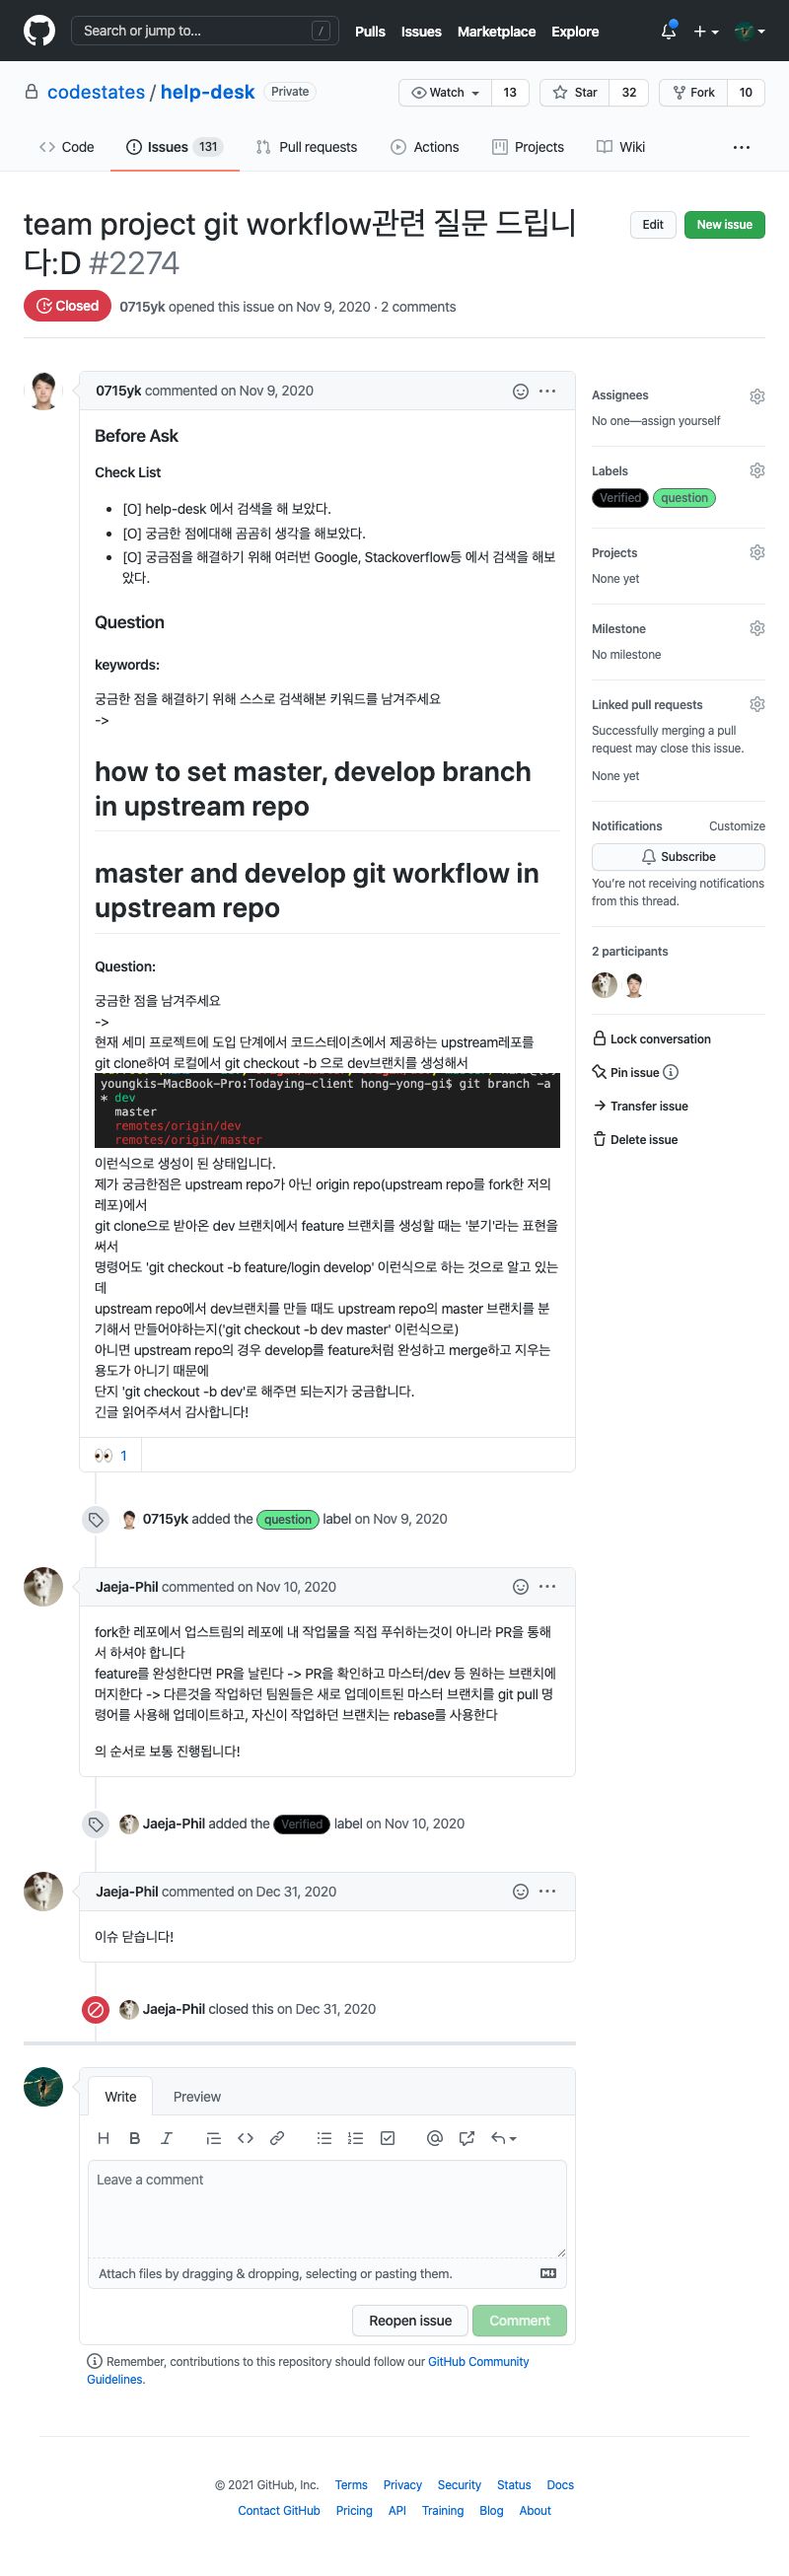 Search or jump to...
/
Pulls Issues Marketplace Explore
codestates / help-desk Private
Watch 13 Star 32 Fork 10
Code Issues 131 Pull requests Actions Projects Wiki ...
team project git workflow관련 질문 드립니
다:D #2274
Edit New issue
Closed 0715yk opened this issue on Nov 9, 2020 · 2 comments
0715yk commented on Nov 9, 2020
Before Ask
Check List
• [O] help-desk 에서 검색을 해 보았다.
• [O] 궁금한 점에대해 곰곰히 생각을 해보았다.
• [O] 궁금점을 해결하기 위해 여러번 Google, Stackoverflow등 에서 검색을 해보
았다.
Question
keywords:
궁금한 점을 해결하기 위해 스스로 검색해본 키워드를 남겨주세요
->
how to set master, develop branch
in upstream repo
master and develop git workflow in
upstream repo
Question:
궁금한 점을 남겨주세요
->
현재 세미 프로젝트에 도입 단계에서 코드스테이츠에서 제공하는 upstream레포를
git clone하여 로컬에서 git checkout -b 으로 dev브랜치를 생성해서
youngkis-MacBook-Pro:Todaying-client hong-yong-gi$ git branch -a
* dev
master
remotes/origin/dev
remotes/origin/master
이런식으로 생성이 된 상태입니다.
제가 궁금한점은 upstream repo가 아닌 origin repo(upstream repo를 fork한 저의
레포)에서
git clone으로 받아온 dev 브랜치에서 feature 브랜치를 생성할 때는 '분기'라는 표현을
써서
명령어도 'git checkout -b feature/login develop' 이런식으로 하는 것으로 알고 있는
데
upstream repo에서 dev브랜치를 만들 때도 upstream repo의 master 브랜치를 분
기해서 만들어야하는지('git checkout -b dev master' 이런식으로)
아니면 upstream repo의 경우 develop를 feature처럼 완성하고 merge하고 지우는
용도가 아니기 때문에
단지 'git checkout -b dev'로 해주면 되는지가 궁금합니다.
긴글 읽어주셔서 감사합니다!
👀 1
0715yk added the question label on Nov 9, 2020
Jaeja-Phil commented on Nov 10, 2020
fork한 레포에서 업스트림의 레포에 내 작업물을 직접 푸쉬하는것이 아니라 PR을 통해
서 하셔야 합니다
feature를 완성한다면 PR을 날린다 -> PR을 확인하고 마스터/dev 등 원하는 브랜치에
머지한다 -> 다른것을 작업하던 팀원들은 새로 업데이트된 마스터 브랜치를 git pull 명
령어를 사용해 업데이트하고, 자신이 작업하던 브랜치는 rebase를 사용한다
의 순서로 보통 진행됩니다!
Jaeja-Phil added the Verified label on Nov 10, 2020
Jaeja-Phil commented on Dec 31, 2020
이슈 닫습니다!
Jaeja-Phil closed this on Dec 31, 2020
Assignees
No one—assign yourself
Labels
Verified question
Projects
None yet
Milestone
No milestone
Linked pull requests
Successfully merging a pull
request may close this issue.
None yet
Notifications Customize
Subscribe
You're not receiving notifications
from this thread.
2 participants
Lock conversation
Pin issue
Transfer issue
Delete issue
Write Preview
Leave a comment
Attach files by dragging & dropping, selecting or pasting them.
Reopen issue Comment
Remember, contributions to this repository should follow our GitHub Community
Guidelines.
© 2021 GitHub, Inc. Terms Privacy Security Status Docs
Contact GitHub Pricing API Training Blog About